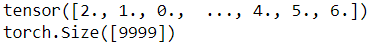 tensor([2., 1., 0.,  ..., 4., 5., 6.])
torch.Size([9999])